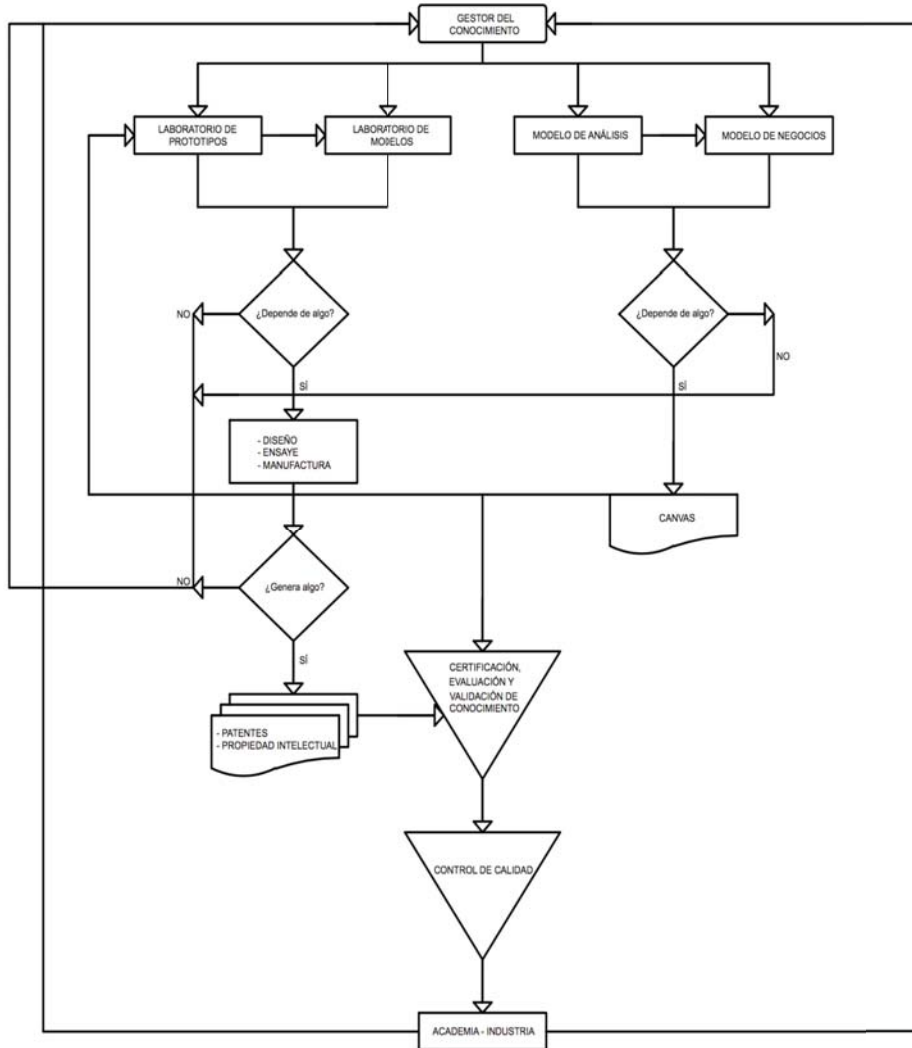 GESTOR DEL
CONOCIMIENTO
LABORATORIO DE
PROTOTIPOS
LABORATORIO DE
MODELOS
MODELO DE ANÁLISIS
MODELO DE NEGOCIOS
NO
¿Depende de algo?
¿Depende de algo?
NO
SÍ
SÍ
- DISEÑO
- ENSAYE
- MANUFACTURA
CANVAS
NO
¿Genera algo?
SÍ
CERTIFICACIÓN,
EVALUACIÓN Y
VALIDACIÓN DE
CONOCIMIENTO
- PATENTES
- PROPIEDAD INTELECTUAL
CONTROL DE CALIDAD
ACADEMIA - INDUSTRIA